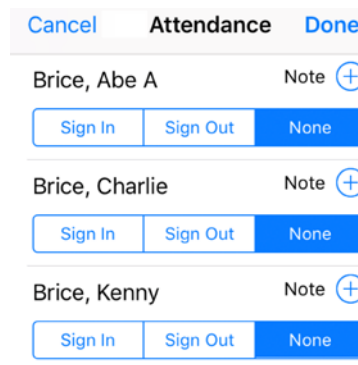 Cancel Attendance Done
Brice, Abe A Note
Sign In Sign Out None
Brice, Charlie Note
Sign In Sign Out None
Brice, Kenny Note
Sign In Sign Out None